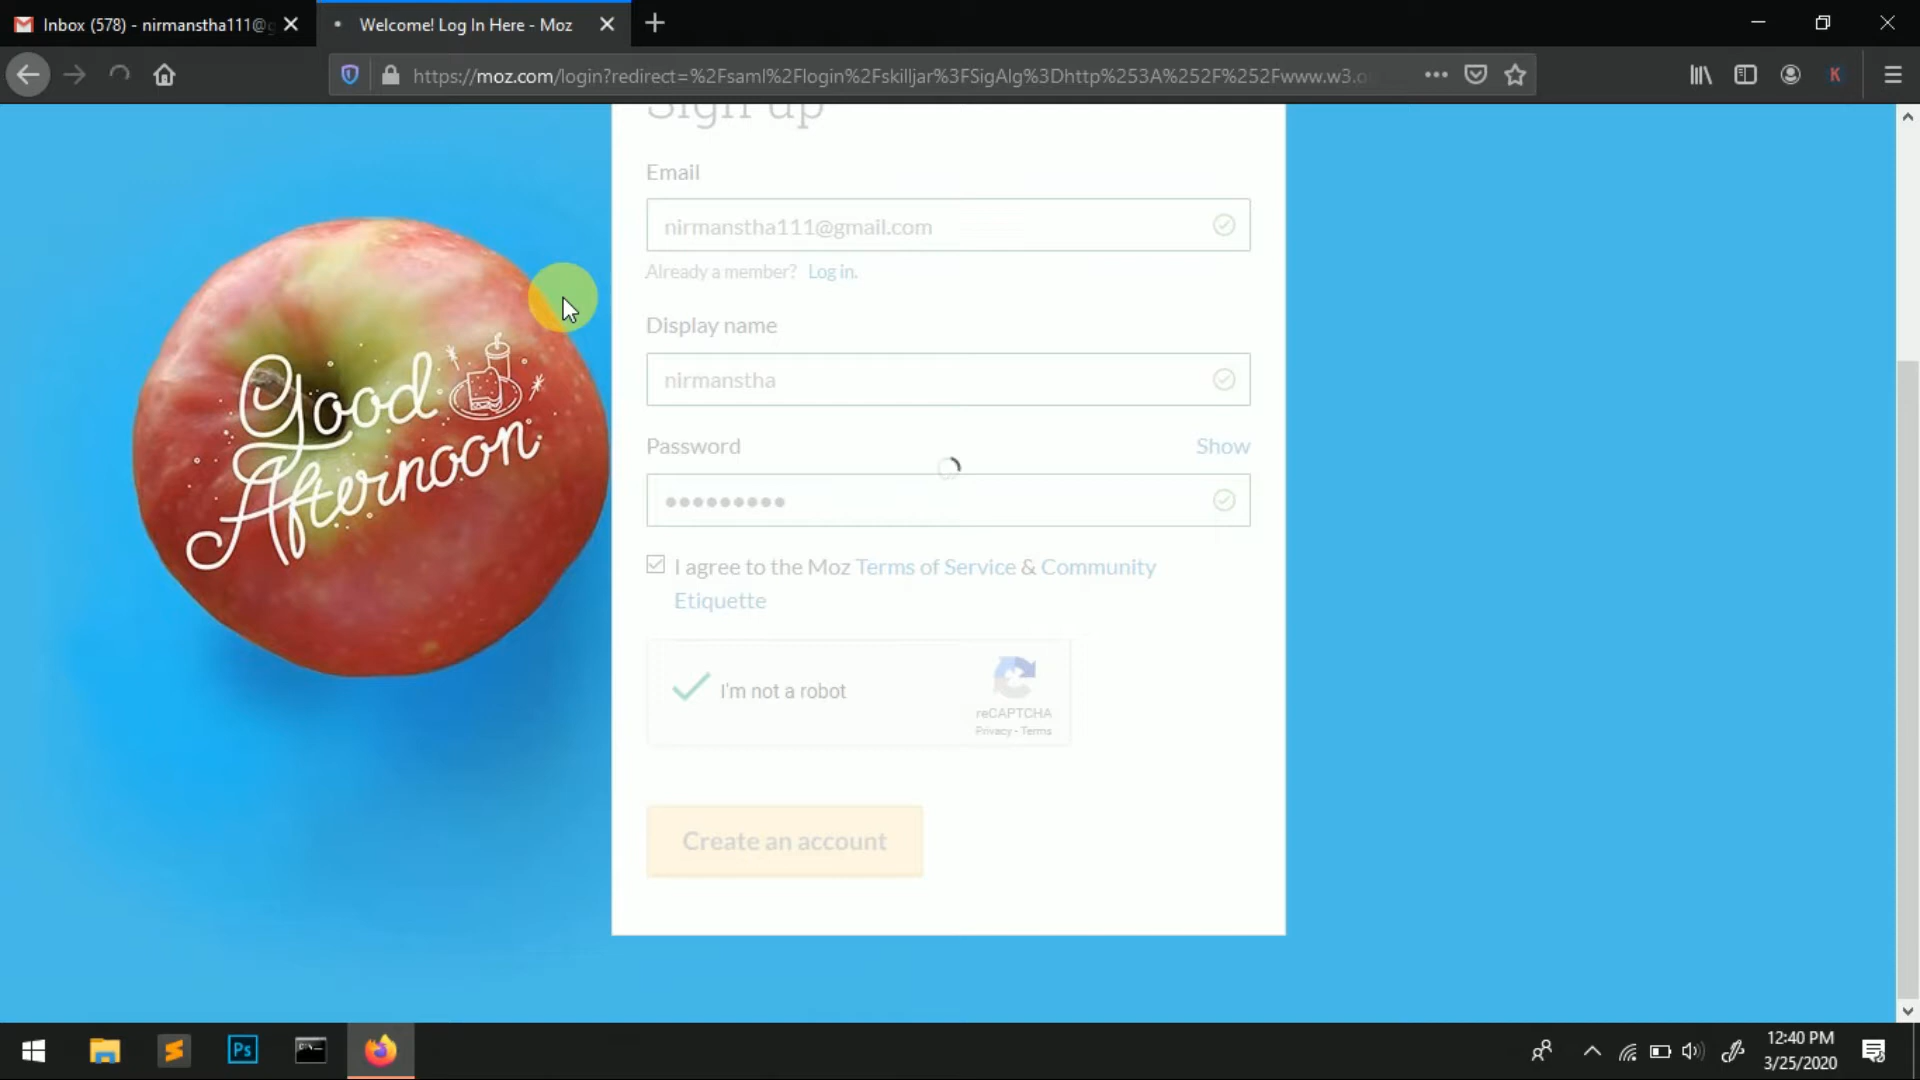 Inbox (578) - nirmanstha111@g
Welcome! Log In Here - Moz
https://moz.com/login?redirect=%2Fsaml%2Flogin%2Fskilljar%3FSigAlg%3Dhttp%253A%252F%252Fwww.w3.o
K
Sign up
Email
nirmanstha111@gmail.com
Already a member? Log in.
Display name
nirmanstha
Password Show
I agree to the Moz Terms of Service & Community
Etiquette
I'm not a robot
reCAPTCHA
Privacy - Terms
Create an account
Good
Afternoon
Ps
12:40 PM
3/25/2020